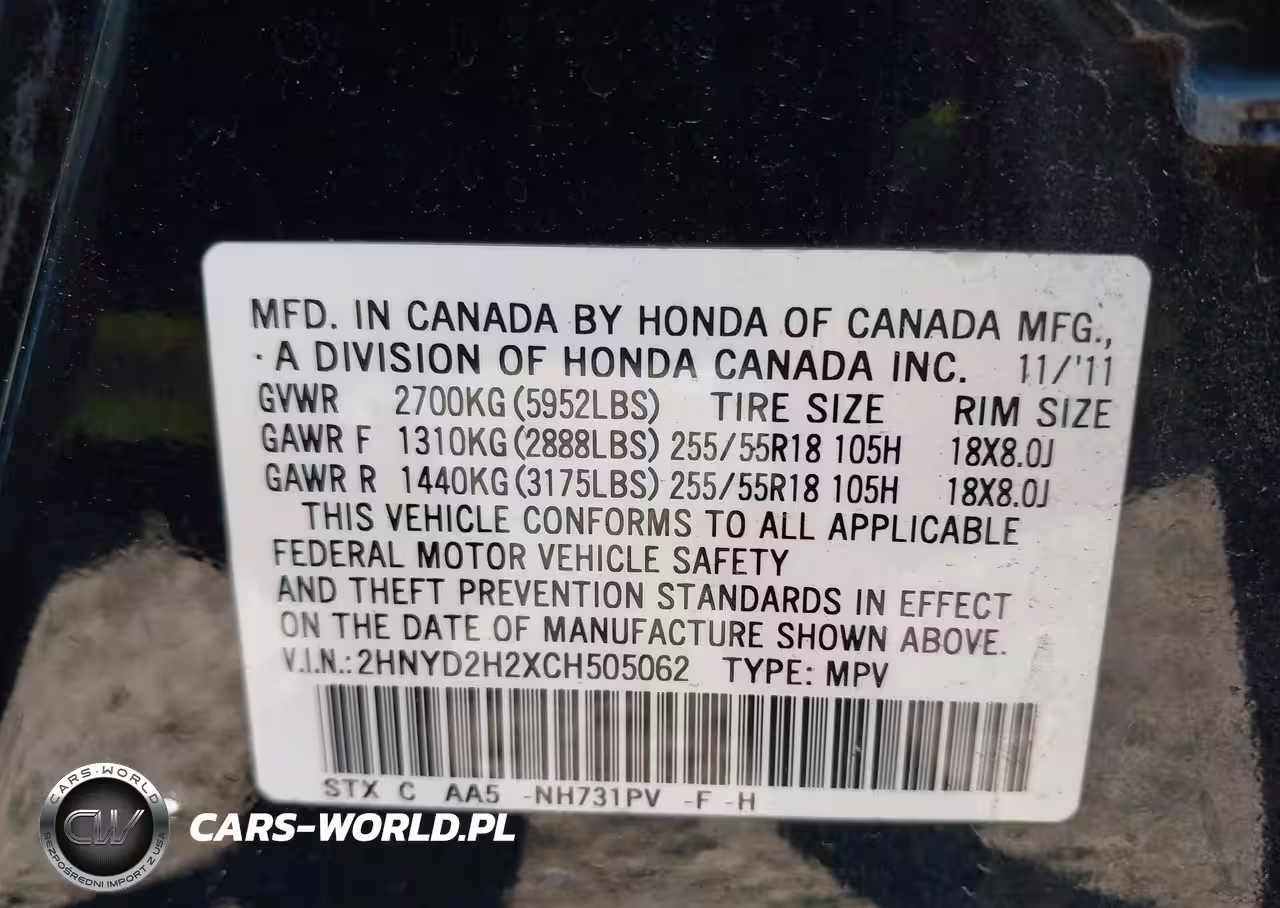 MFD. IN CANADA BY HONDA OF CANADA MFG.,
A DIVISION OF HONDA CANADA INC. 11/'11
GVWR 2700KG (5952LBS) TIRE SIZE RIM SIZE
GAWR F 1310KG (2888LBS) 255/55R18 105H 18X8.0J
GAWR R 1440KG (3175LBS) 255/55R18 105H 18X8.0J
THIS VEHICLE CONFORMS TO ALL APPLICABLE
FEDERAL MOTOR VEHICLE SAFETY
AND THEFT PREVENTION STANDARDS IN EFFECT
ON THE DATE OF MANUFACTURE SHOWN ABOVE.
V.I.N.: 2HNYD2H2XCH505062 TYPE: MPV
STX C AA5 -NH731PV -F -H
CARS-WORLD
CW
BEZPOŚREDNI IMPORT Z USA
CARS-WORLD.PL